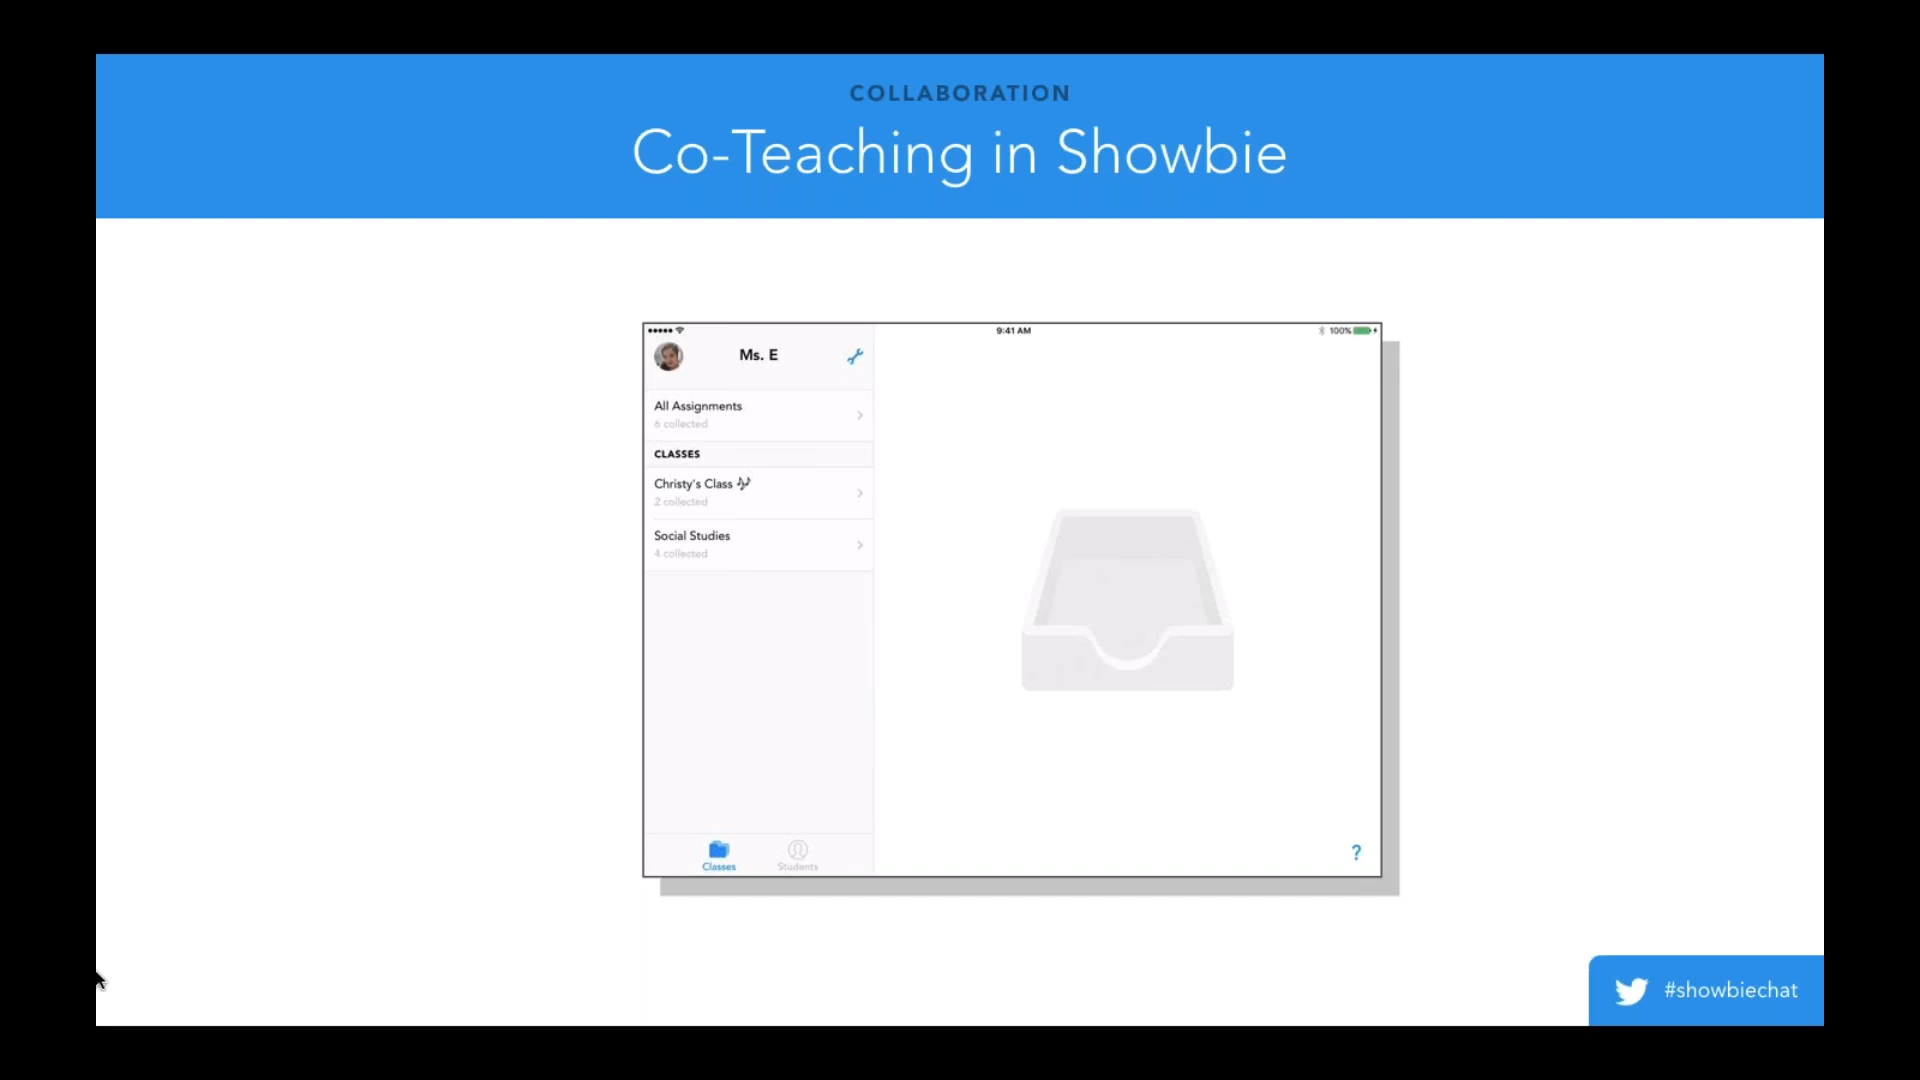 COLLABORATION
Co-Teaching in Showbie
9:41 AM
100%
Ms. E
All Assignments
6 collected
CLASSES
Christy's Class
2 collected
Social Studies
4 collected
Classes
Students
?
#showbiechat